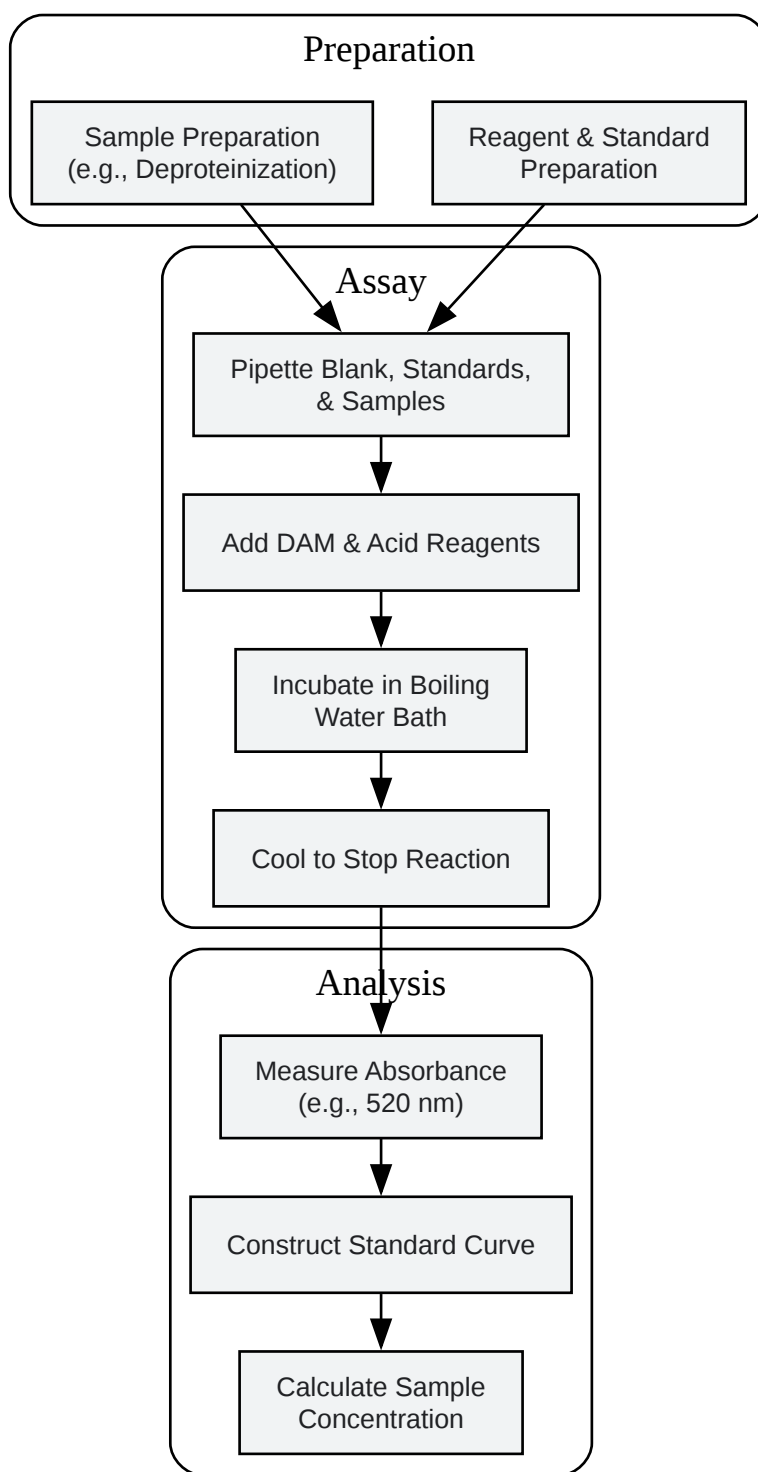 Preparation
Sample Preparation
(e.g., Deproteinization)
Reagent & Standard
Preparation
Assay
Pipette Blank, Standards,
& Samples
Add DAM & Acid Reagents
Incubate in Boiling
Water Bath
Cool to Stop Reaction
Analysis
Measure Absorbance
(e.g., 520 nm)
Construct Standard Curve
Calculate Sample
Concentration